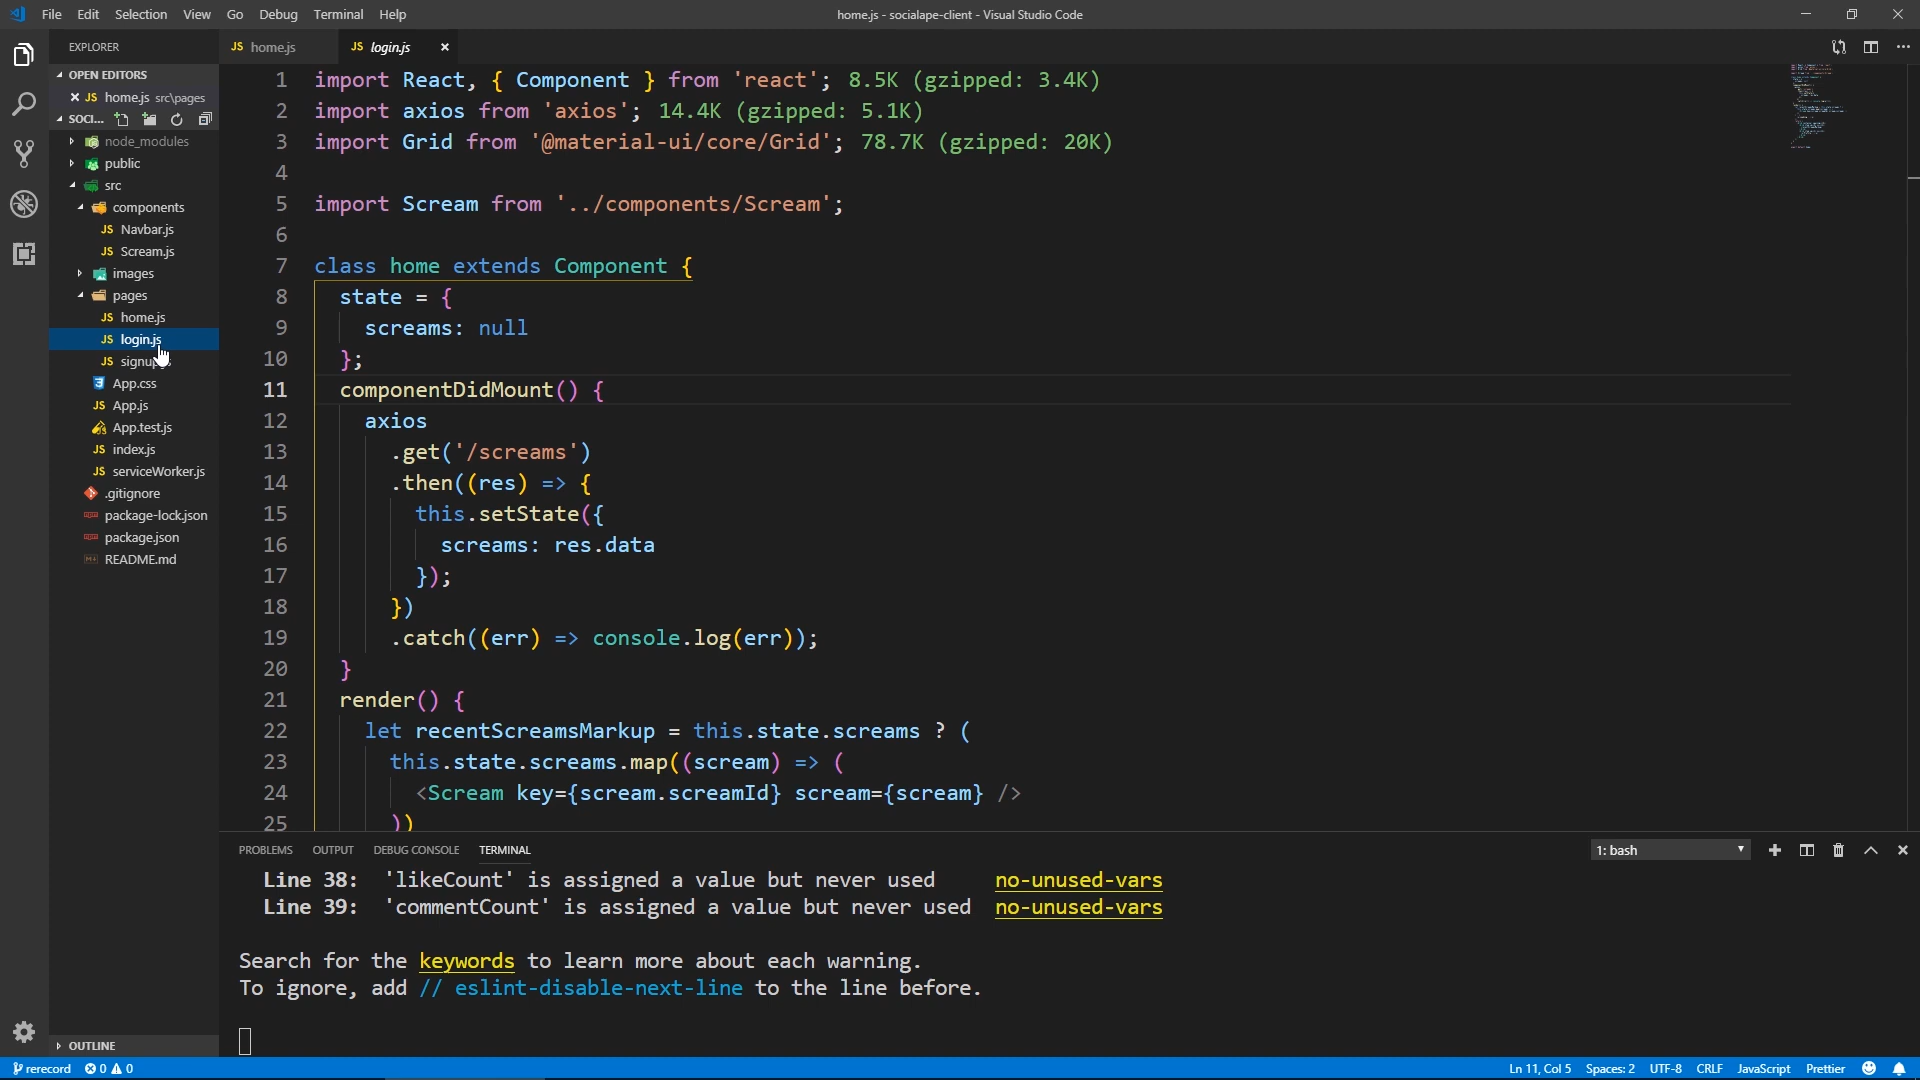 File Edit Selection View Go Debug Terminal Help
home.js - socialape-client - Visual Studio Code
EXPLORER
OPEN EDITORS
JS home.js src\pages
SOCI...
node_modules
public
src
components
JS Navbar.js
JS Scream.js
images
pages
JS home.js
JS login.js
JS
App.css
JS App.js
App.test.js
JS index.js
JS serviceWorker.js
.gitignore
package-lock.json
package.json
README.md
OUTLINE
JS home.js JS login.js
1 import React, { Component } from 'react'; 8.5K (gzipped: 3.4K)
2 import axios from 'axios'; 14.4K (gzipped: 5.1K)
3 import Grid from '@material-ui/core/Grid'; 78.7K (gzipped: 20K)
4
5 import Scream from '../components/Scream';
6
7 class home extends Component {
8 state = {
9 screams: null
10 };
11 componentDidMount() {
12 axios
13 .get('/screams')
14 .then((res) => {
15 this.setState({
16 screams: res.data
17 });
18 })
19 .catch((err) => console.log(err));
20 }
21 render() {
22 let recentScreamsMarkup = this.state.screams ? (
23 this.state.screams.map((scream) => (
24 <Scream key={scream.screamId} scream={scream} />
25 ))
PROBLEMS OUTPUT DEBUG CONSOLE TERMINAL
1: bash
Line 38: 'likeCount' is assigned a value but never used no-unused-vars
Line 39: 'commentCount' is assigned a value but never used no-unused-vars
Search for the keywords to learn more about each warning.
To ignore, add // eslint-disable-next-line to the line before.
rerecord 0 0
Ln 11, Col 5 Spaces: 2 UTF-8 CRLF JavaScript Prettier